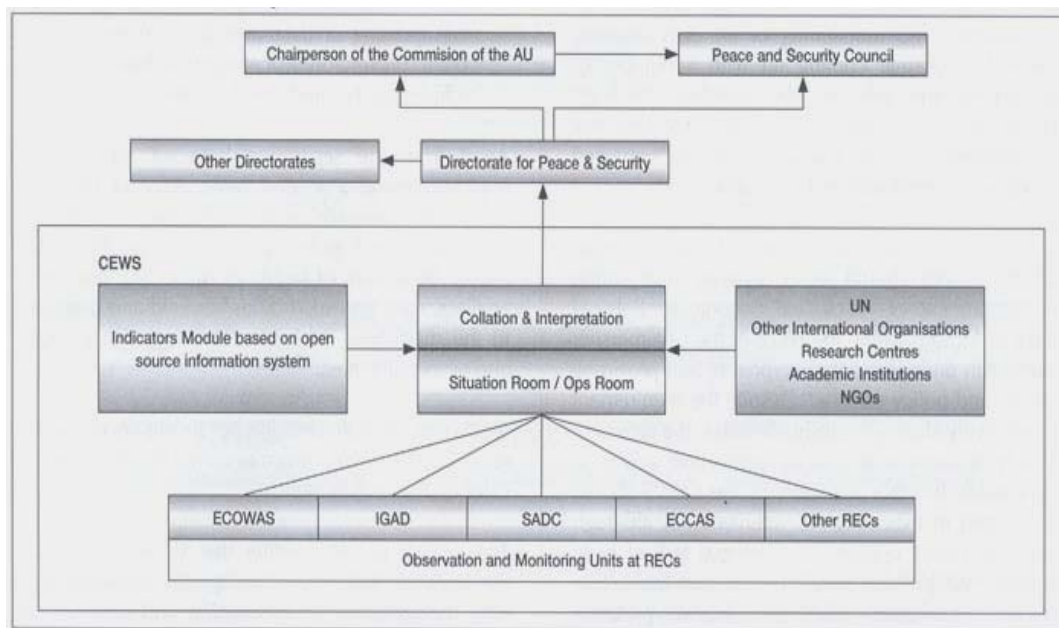 Chairperson of the Commision of the AU
Peace and Security Council
Other Directorates
Directorate for Peace & Security
CEWS
Indicators Module based on open
source information system
Collation & Interpretation
Situation Room / Ops Room
UN
Other International Organisations
Research Centres
Academic Institutions
NGOs
ECOWAS
IGAD
SADC
ECCAS
Other RECs
Observation and Monitoring Units at RECs